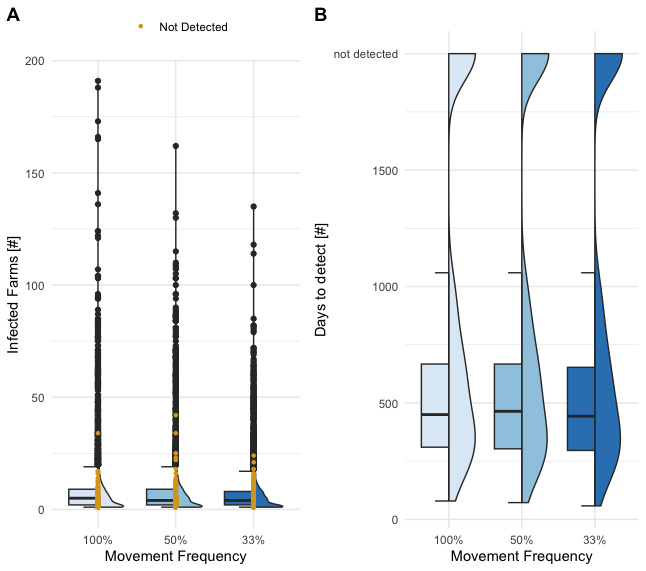 A
Not Detected
200
150
100
50
0
Infected Farms [#]
100%
50%
33%
Movement Frequency
B
not detected
1500
1000
500
0
Days to detect [#]
100%
50%
33%
Movement Frequency